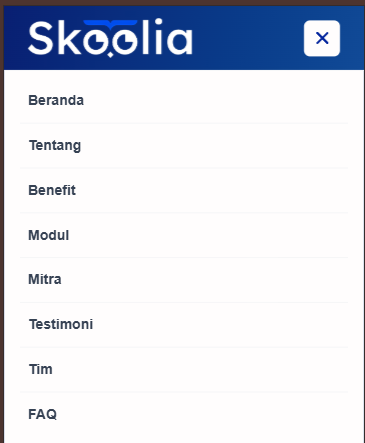 Skoolia
Beranda
Tentang
Benefit
Modul
Mitra
Testimoni
Tim
FAQ